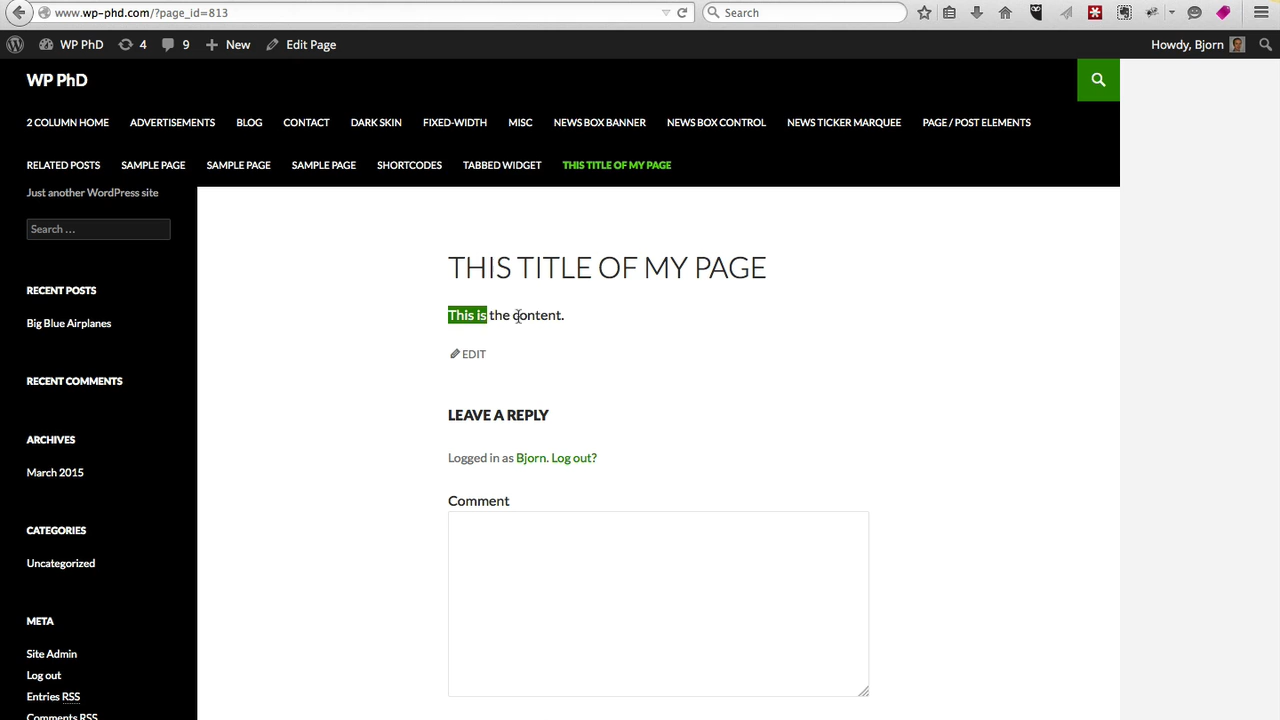 www.wp-phd.com/?page_id=813
Search
WP PhD
4
9
New
Edit Page
Howdy, Bjorn
WP PhD
2 COLUMN HOME
ADVERTISEMENTS
BLOG
CONTACT
DARK SKIN
FIXED-WIDTH
MISC
NEWS BOX BANNER
NEWS BOX CONTROL
NEWS TICKER MARQUEE
PAGE / POST ELEMENTS
RELATED POSTS
SAMPLE PAGE
SAMPLE PAGE
SAMPLE PAGE
SHORTCODES
TABBED WIDGET
THIS TITLE OF MY PAGE
Just another WordPress site
Search ...
RECENT POSTS
Big Blue Airplanes
RECENT COMMENTS
ARCHIVES
March 2015
CATEGORIES
Uncategorized
META
Site Admin
Log out
Entries RSS
Comments RSS
THIS TITLE OF MY PAGE
This is the content.
EDIT
LEAVE A REPLY
Logged in as Bjorn. Log out?
Comment